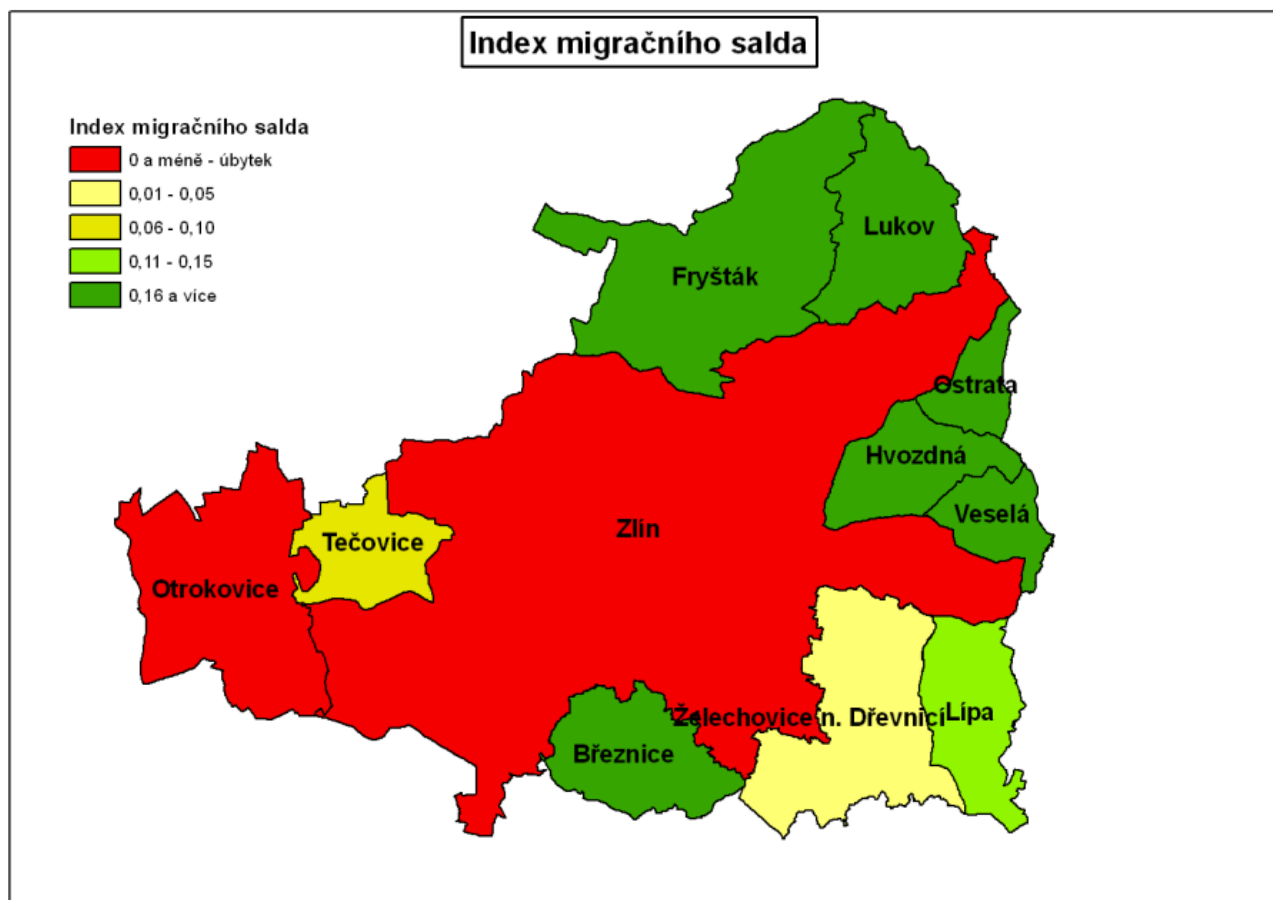 Index migračního salda
Index migračního salda
0 a méně - úbytek
0,01 - 0,05
0,06 - 0,10
0,11 - 0,15
0,16 a více
Lukov
Fryšták
Ostrata
Hvozdná
Veselá
Zlín
Tečovice
Otrokovice
Želechovice n. Dřevnicí
Lípa
Březnice